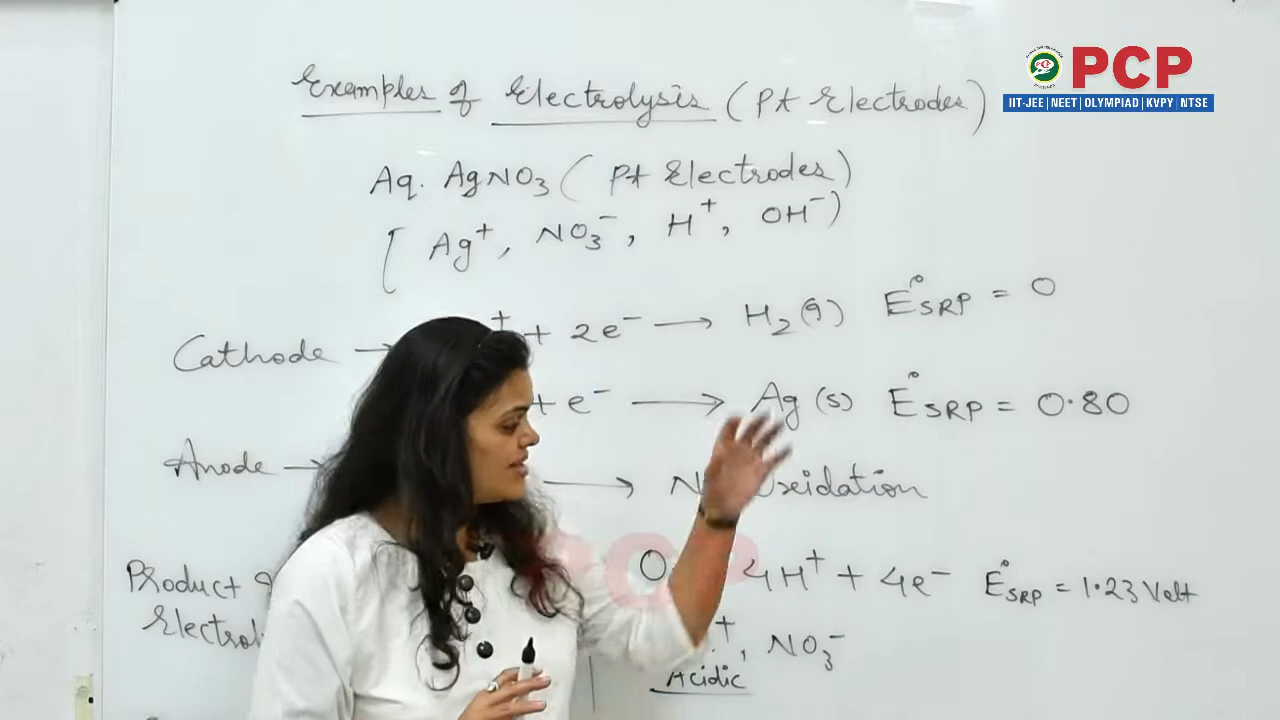 PCP
IIT-JEE | NEET | OLYMPIAD | KVPY | NTSE
Examples of Electrolysis (Pt Electrodes)
Aq. AgNO3 (Pt Electrodes)
[Ag⁺, NO3⁻, H⁺, OH⁻)
Cathode → ⁺ + 2e⁻ → H2(g) E°SRP = 0
+ e⁻ → Ag(s) E°SRP = 0.80
Anode → → Oxidation
4H⁺ + 4e⁻ E°SRP = 1.23 Volt
Product
⁺, NO3⁻
Acidic